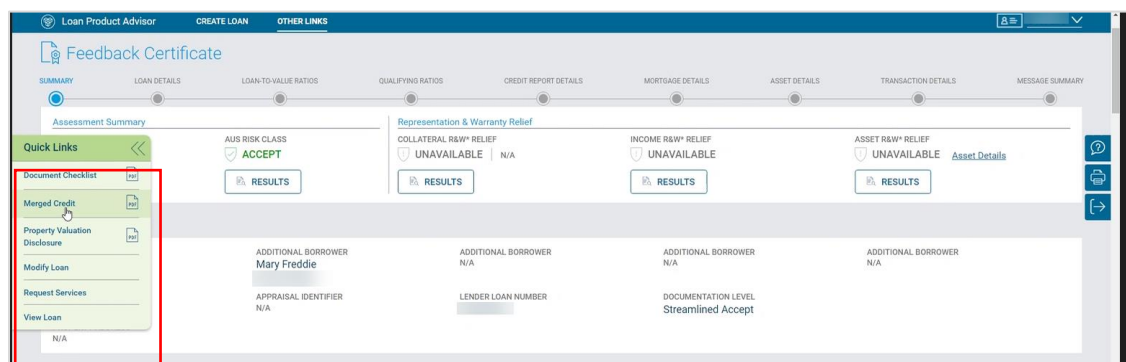 Loan Product Advisor CREATE LOAN OTHER LINKS
Feedback Certificate
SUMMARY LOAN DETAILS LOAN-TO-VALUE RATIOS QUALIFYING RATIOS CREDIT REPORT DETAILS MORTGAGE DETAILS ASSET DETAILS TRANSACTION DETAILS MESSAGE SUMMARY
Assessment Summary Representation & Warranty Relief
Quick Links
Document Checklist PDF
Merged Credit PDF
Property Valuation
Disclosure PDF
Modify Loan
Request Services
View Loan
AUS RISK CLASS COLLATERAL R&W* RELIEF INCOME R&W* RELIEF ASSET R&W* RELIEF
ACCEPT UNAVAILABLE N/A UNAVAILABLE UNAVAILABLE Asset Details
RESULTS RESULTS RESULTS RESULTS
ADDITIONAL BORROWER ADDITIONAL BORROWER ADDITIONAL BORROWER ADDITIONAL BORROWER
Mary Freddie N/A N/A N/A
APPRAISAL IDENTIFIER LENDER LOAN NUMBER DOCUMENTATION LEVEL
N/A Streamlined Accept
N/A